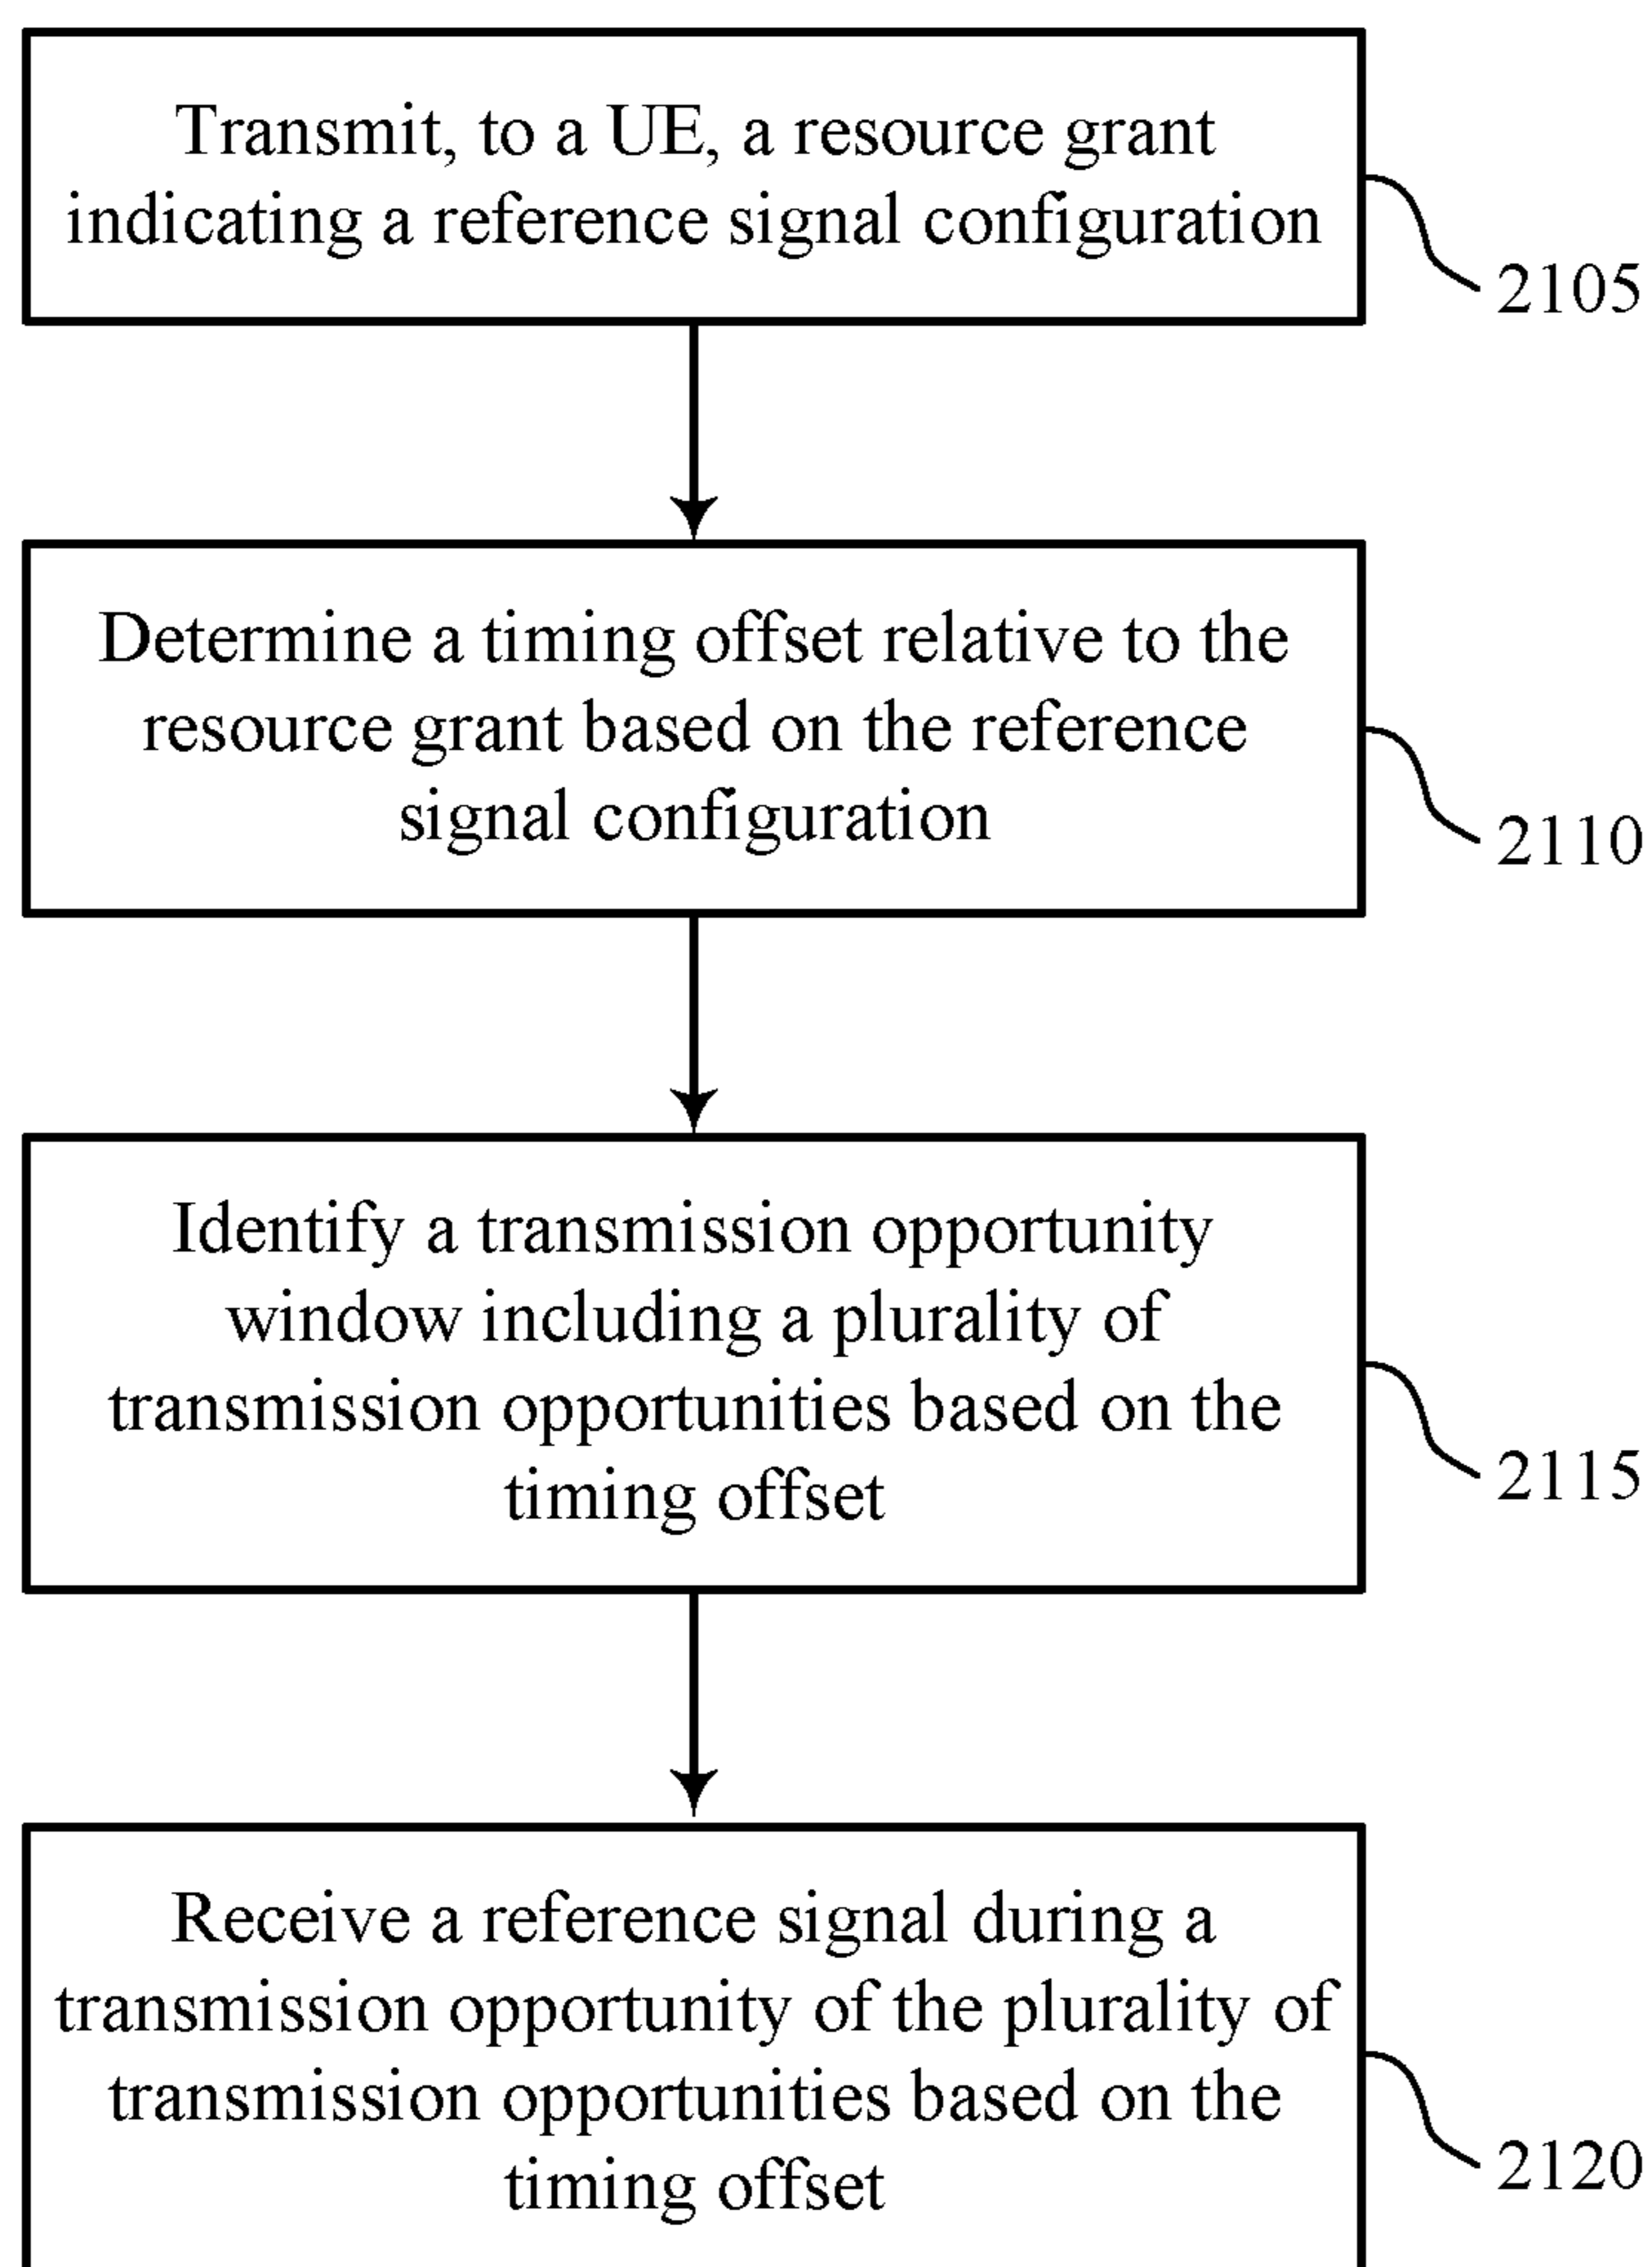 Transmit, to a UE, a resource grant
indicating a reference signal configuration
2105
Determine a timing offset relative to the
resource grant based on the reference
signal configuration
2110
Identify a transmission opportunity
window including a plurality of
transmission opportunities based on the
timing offset
2115
Receive a reference signal during a
transmission opportunity of the plurality of
transmission opportunities based on the
timing offset
2120